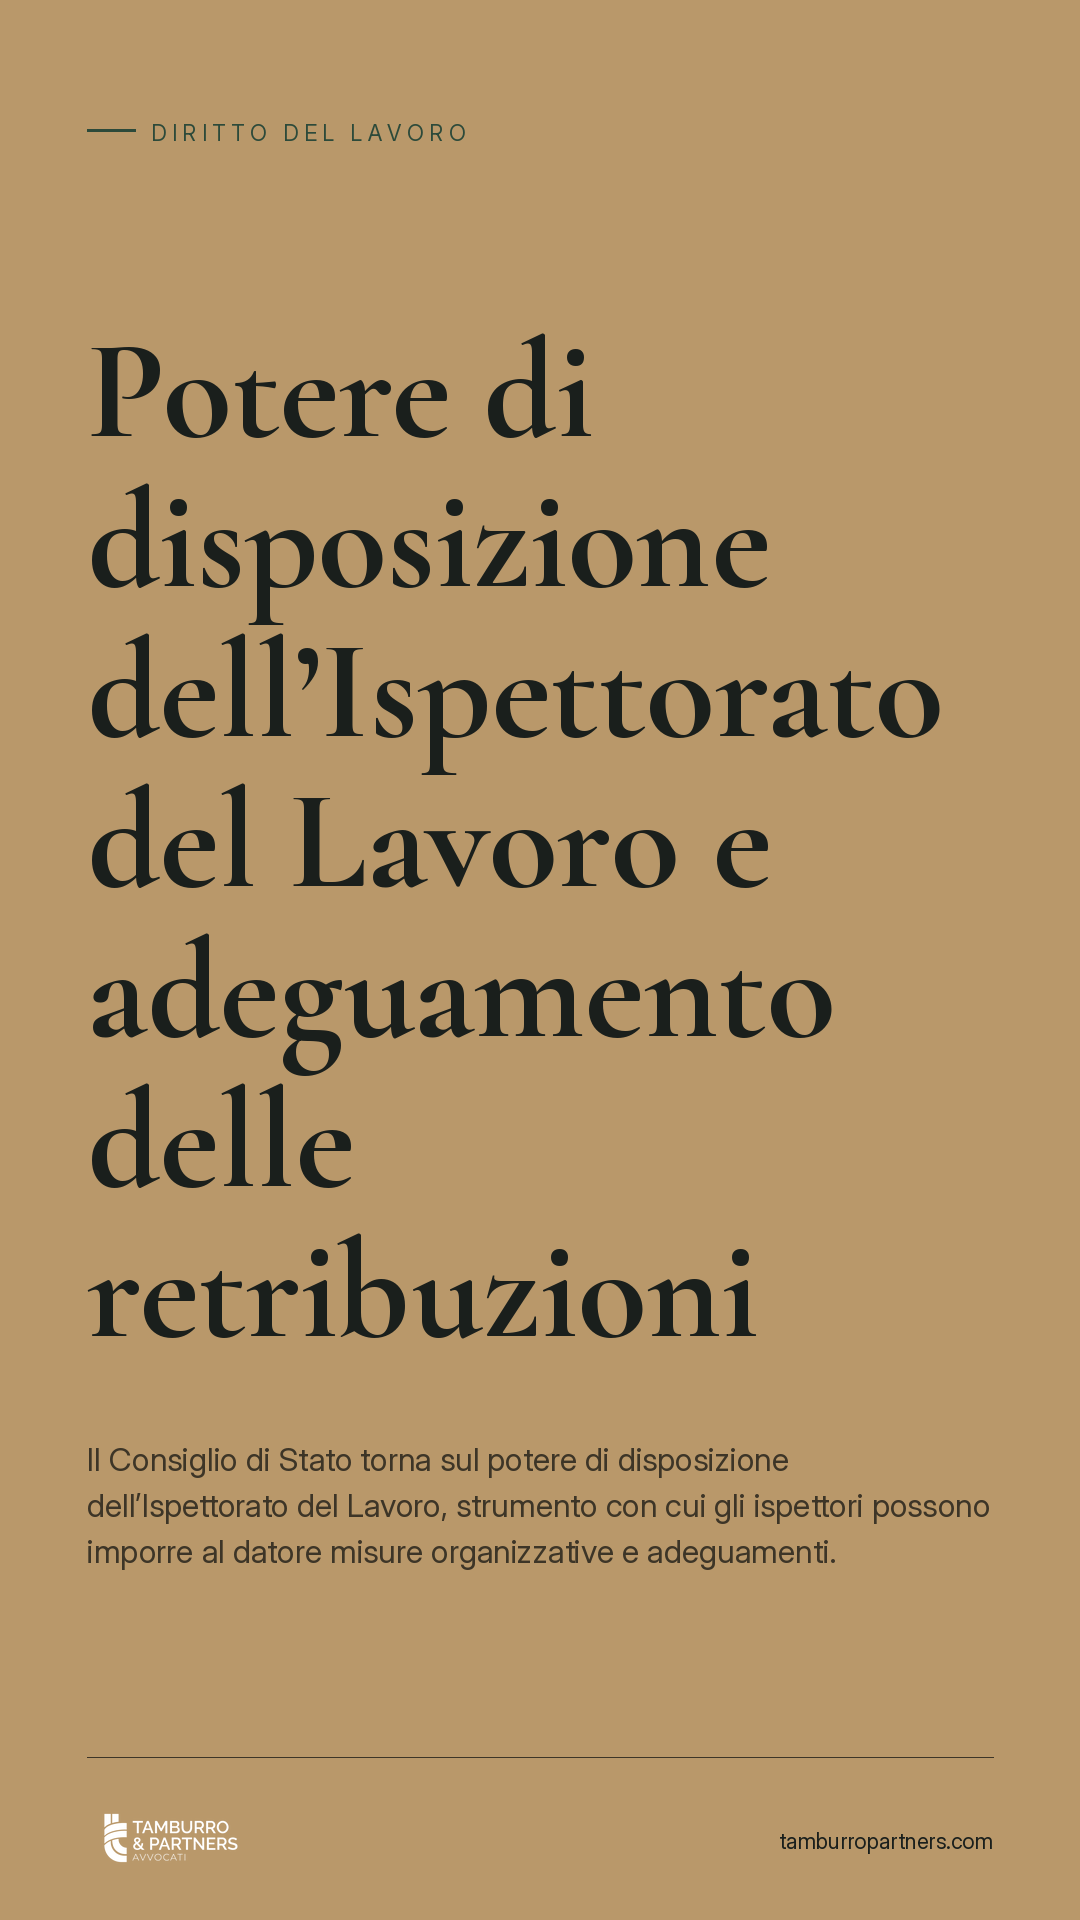 DIRITTO DEL LAVORO
Potere di
disposizione
dell’Ispettorato
del Lavoro e
adeguamento
delle
retribuzioni
Il Consiglio di Stato torna sul potere di disposizione
dell’Ispettorato del Lavoro, strumento con cui gli ispettori possono
imporre al datore misure organizzative e adeguamenti.
TAMBURRO
& PARTNERS
AVVOCATI
tamburropartners.com